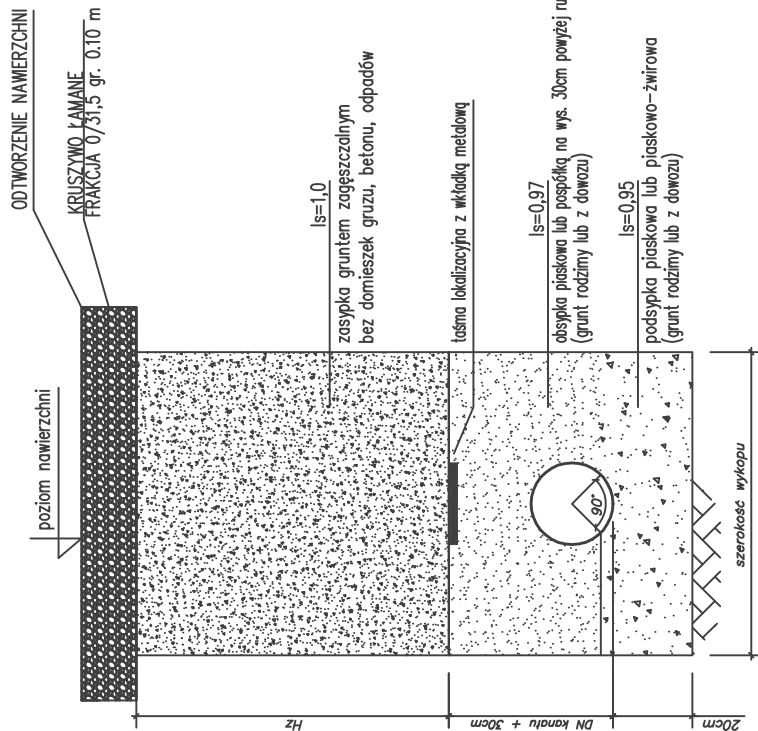 ODTWORZENIE NAWIERZCHNI
KRUSZYWO ŁAMANE
FRAKCJA 0/31,5 gr. 0.10 m
poziom nawierzchni
Is=1,0
zasypka gruntem zagęszczalnym
bez domieszek gruzu, betonu, odpadów
taśma lokalizacyjna z wkładką metalową
Is=0,97
obsypka piaskowa lub pospółką na wys. 30cm powyżej ru
(grunt rodzimy lub z dowozu)
Is=0,95
podsypka piaskowa lub piaskowo-żwirowa
(grunt rodzimy lub z dowozu)
90°
szerokość wykopu
Hz
DN kanału + 30cm
20cm